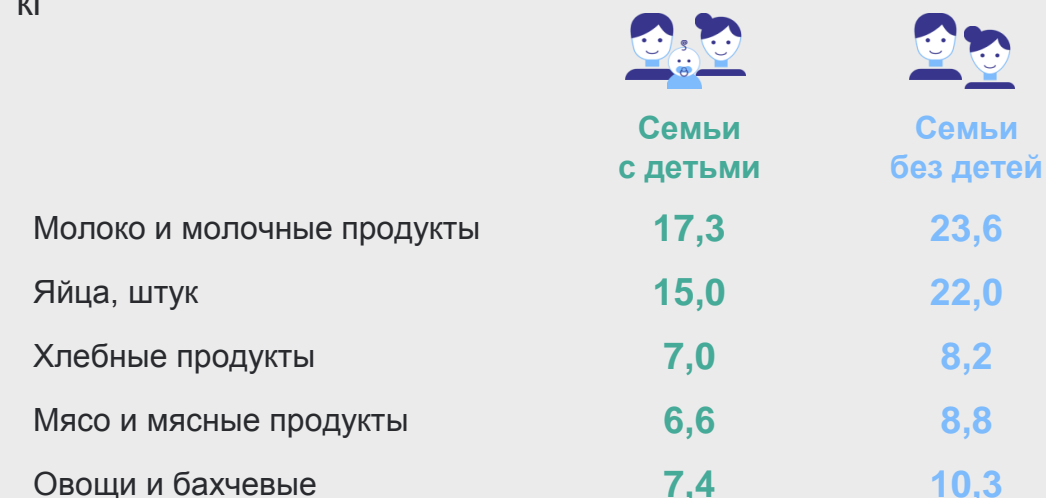 кг
Семьи
с детьми
Семьи
без детей
Молоко и молочные продукты 17,3 23,6
Яйца, штук 15,0 22,0
Хлебные продукты 7,0 8,2
Мясо и мясные продукты 6,6 8,8
Овощи и бахчевые 7,4 10,3